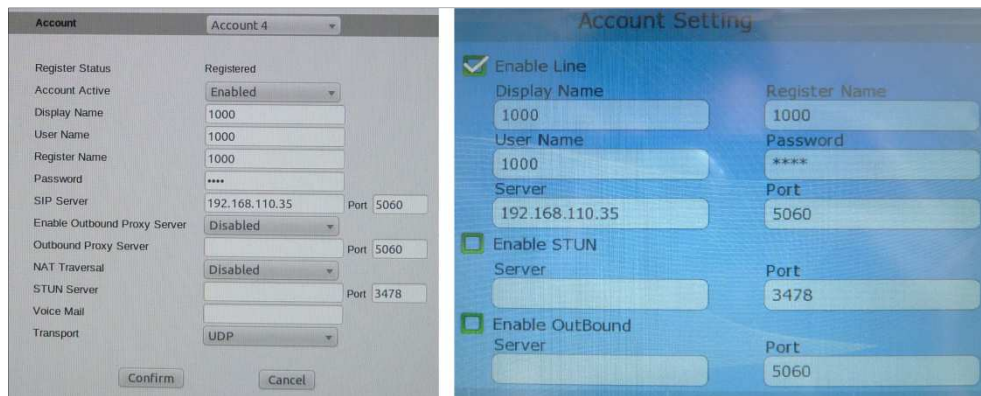 Account Account 4
Register Status Registered
Account Active Enabled
Display Name 1000
User Name 1000
Register Name 1000
Password ••••
SIP Server 192.168.110.35 Port 5060
Enable Outbound Proxy Server Disabled
Outbound Proxy Server Port 5060
NAT Traversal Disabled
STUN Server Port 3478
Voice Mail
Transport UDP
Confirm Cancel
Account Setting
Enable Line
Display Name Register Name
1000 1000
User Name Password
1000 ****
Server Port
192.168.110.35 5060
Enable STUN
Server Port
3478
Enable OutBound
Server Port
5060